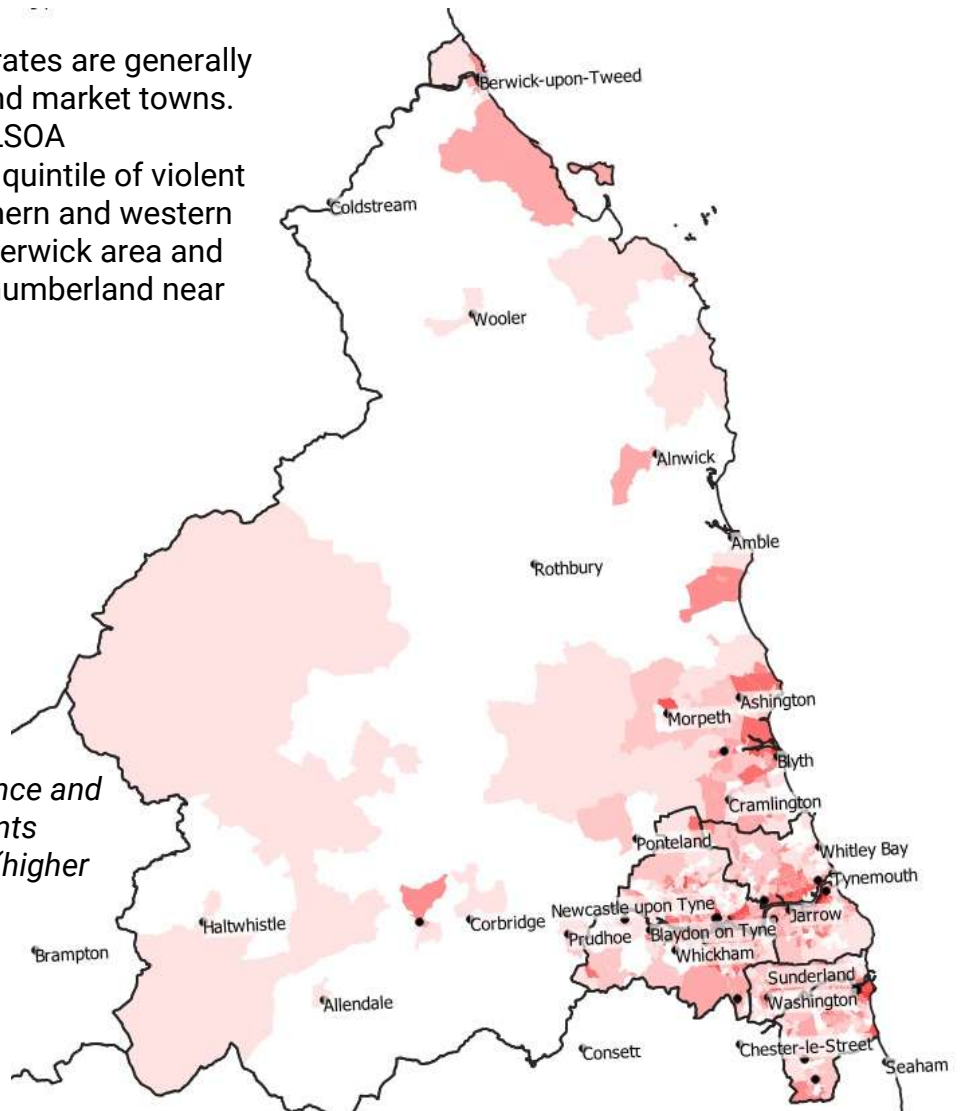 rates are generally
nd market towns.
LSOA
quintile of violent
hern and western
erwick area and
humberland near
Berwick-upon-Tweed
Coldstream
Wooler
Alnwick
Amble
Rothbury
Ashington
Morpeth
Blyth
nce and
Cramlington
nts
Ponteland
Whitley Bay
(higher
Tynemouth
Newcastle upon Tyne
Jarrow
Haltwhistle
Corbridge
Prudhoe
Blaydon on Tyne
Brampton
Whickham
Sunderland
Allendale
Washington
Consett
Chester-le-Street
Seaham